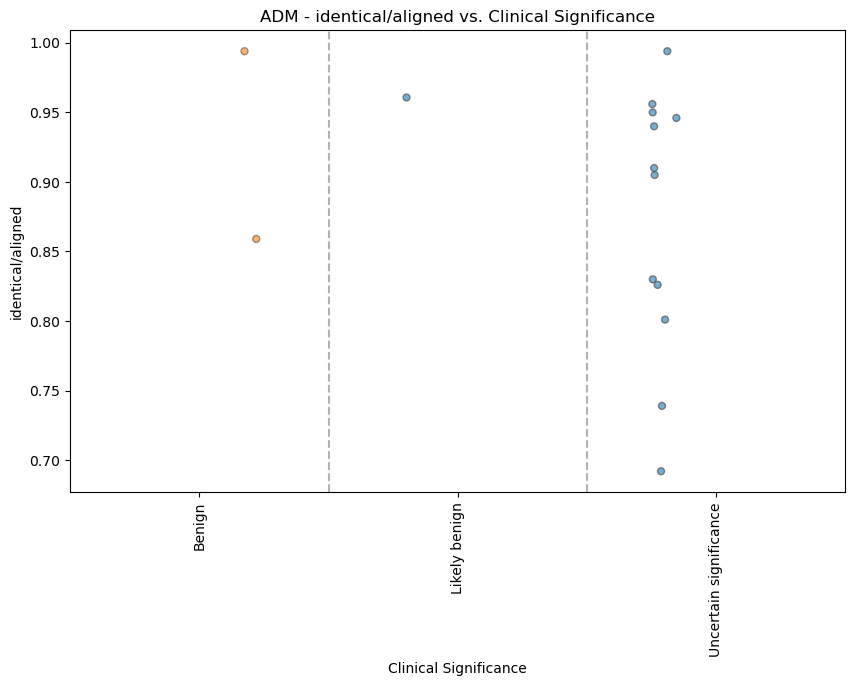 ADM - identical/aligned vs. Clinical Significance
1.00
0.95
0.90
0.85
0.80
0.75
0.70
identical/aligned
Benign
Likely benign
Uncertain significance
Clinical Significance